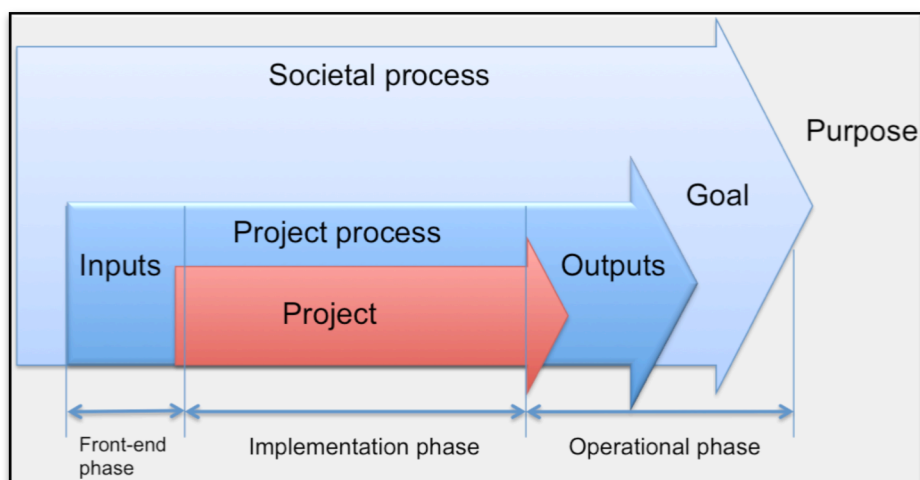 Societal process
Purpose
Goal
Project process
Inputs
Outputs
Project
Front-end
phase
Implementation phase
Operational phase